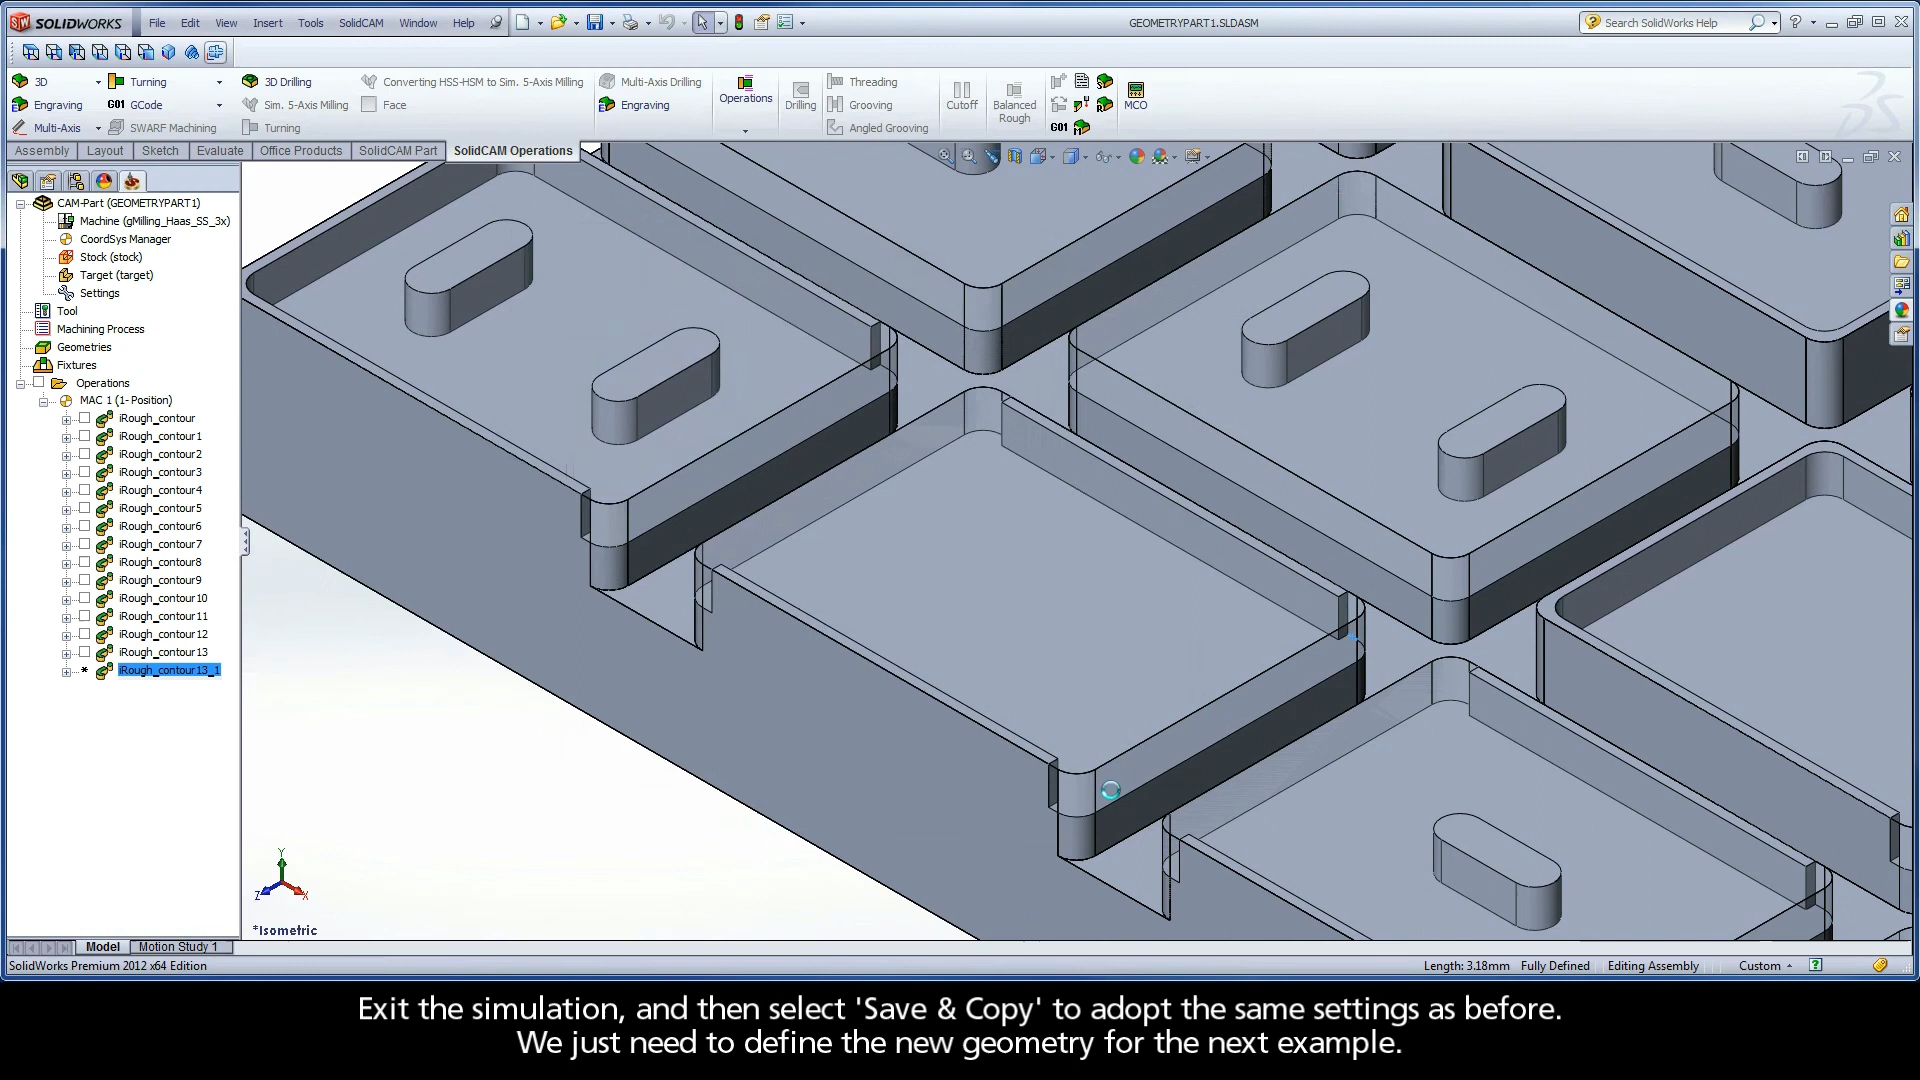 SOLIDWORKS File Edit View Insert Tools SolidCAM Window Help GEOMETRYPART1.SLDASM Search SolidWorks Help
3D Turning 3D Drilling Converting HSS-HSM to Sim. 5-Axis Milling Multi-Axis Drilling Threading
Engraving G01 GCode Sim. 5-Axis Milling Face Engraving Operations Drilling Grooving Cutoff Balanced Rough MCO
Multi-Axis SWARF Machining Turning Angled Grooving G01
Assembly Layout Sketch Evaluate Office Products SolidCAM Part SolidCAM Operations
CAM-Part (GEOMETRYPART1)
Machine (gMilling_Haas_SS_3x)
CoordSys Manager
Stock (stock)
Target (target)
Settings
Tool
Machining Process
Geometries
Fixtures
Operations
MAC 1 (1- Position)
iRough_contour
iRough_contour1
iRough_contour2
iRough_contour3
iRough_contour4
iRough_contour5
iRough_contour6
iRough_contour7
iRough_contour8
iRough_contour9
iRough_contour10
iRough_contour11
iRough_contour12
iRough_contour13
* iRough_contour13_1
Y
Z X
*Isometric
Model Motion Study 1
SolidWorks Premium 2012 x64 Edition Length: 3.18mm Fully Defined Editing Assembly Custom
Exit the simulation, and then select 'Save & Copy' to adopt the same settings as before.
We just need to define the new geometry for the next example.